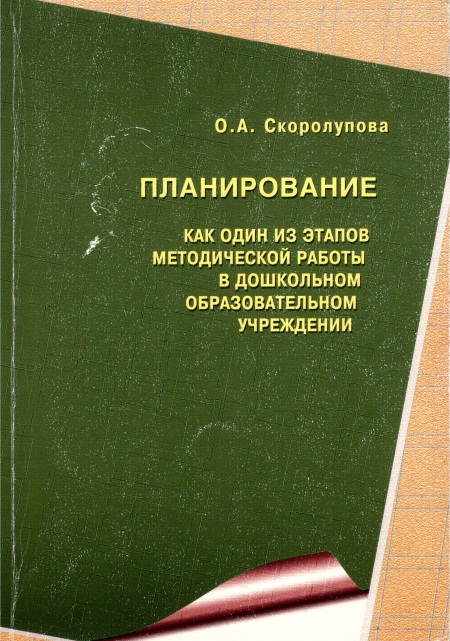 О.А. Скоролупова
ПЛАНИРОВАНИЕ
КАК ОДИН ИЗ ЭТАПОВ
МЕТОДИЧЕСКОЙ РАБОТЫ
В ДОШКОЛЬНОМ
ОБРАЗОВАТЕЛЬНОМ
УЧРЕЖДЕНИИ